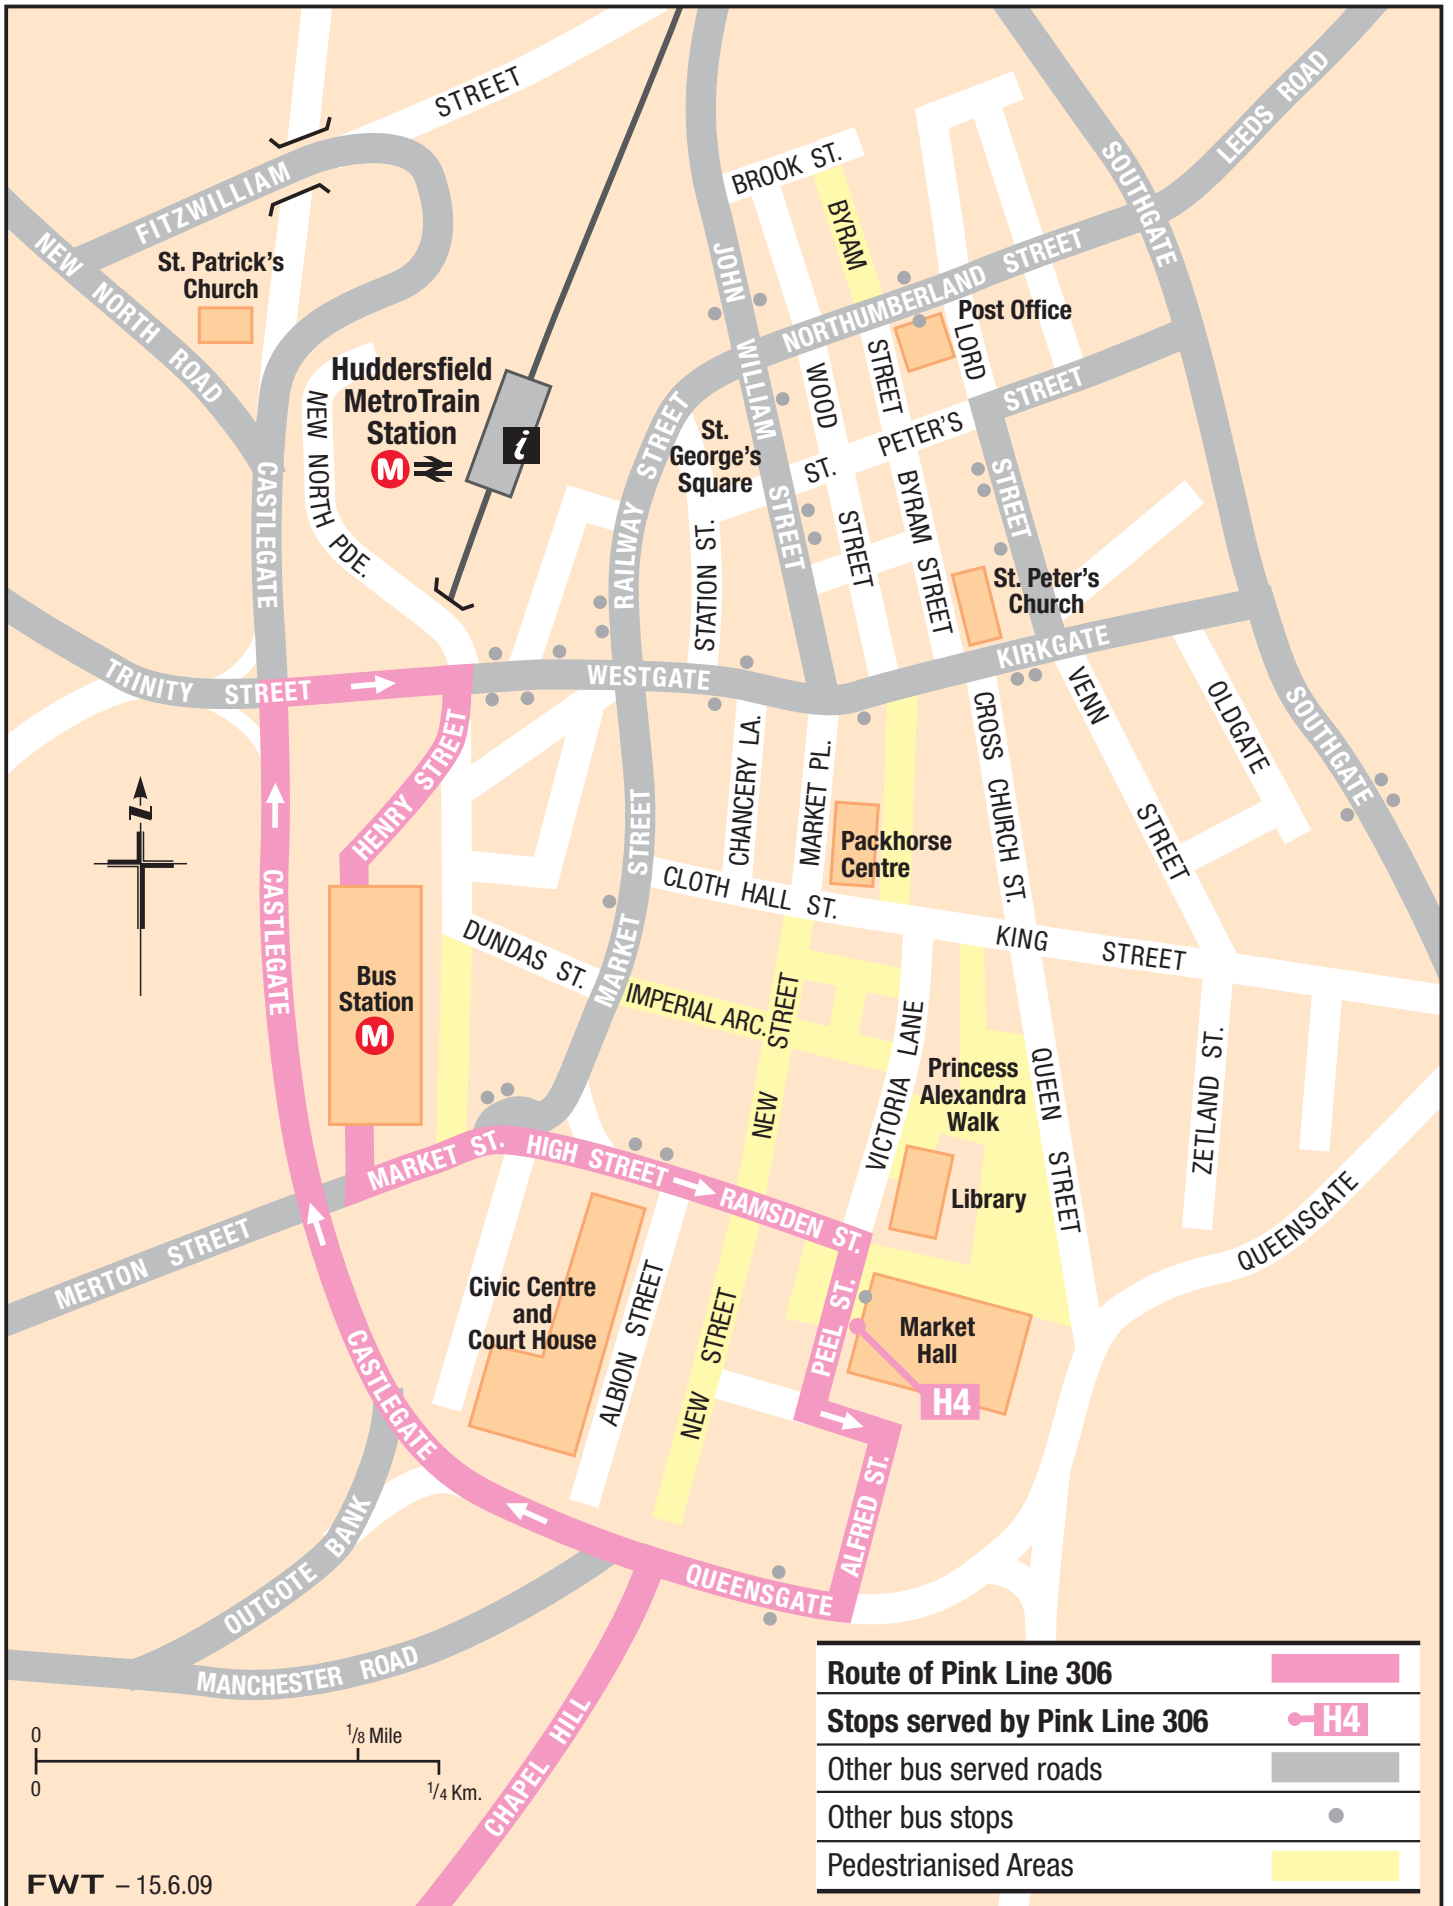 STREET
FITZWILLIAM
NEW NORTH ROAD
St. Patrick's
Church
BROOK ST.
BYRAM
STREET
SOUTHGATE
LEEDS ROAD
JOHN
WILLIAM
STREET
NORTHUMBERLAND STREET
Post Office
LORD
STREET
WOOD
STREET
ST. PETER'S
STREET
BYRAM STREET
Huddersfield
MetroTrain
Station
M
i
NEW NORTH PDE.
St.
George's
Square
RAILWAY STREET
STATION ST.
CASTLEGATE
St. Peter's
Church
KIRKGATE
TRINITY STREET
WESTGATE
HENRY STREET
VENN
STREET
OLDGATE
SOUTHGATE
CROSS CHURCH ST.
CHANCERY LA.
MARKET PL.
MARKET STREET
Packhorse
Centre
CLOTH HALL ST.
KING STREET
n
CASTLEGATE
Bus
Station
M
DUNDAS ST.
IMPERIAL ARC.
NEW STREET
VICTORIA LANE
Princess
Alexandra
Walk
QUEEN STREET
ZETLAND ST.
Library
MARKET ST.
HIGH STREET
RAMSDEN ST.
MERTON STREET
QUEENSGATE
Civic Centre
and
Court House
ALBION STREET
NEW STREET
PEEL ST.
Market
Hall
H4
CASTLEGATE
ALFRED ST.
OUTCOTE BANK
QUEENSGATE
MANCHESTER ROAD
CHAPEL HILL
0
1/8 Mile
0
1/4 Km.
Route of Pink Line 306
Stops served by Pink Line 306
H4
Other bus served roads
Other bus stops
Pedestrianised Areas
FWT – 15.6.09